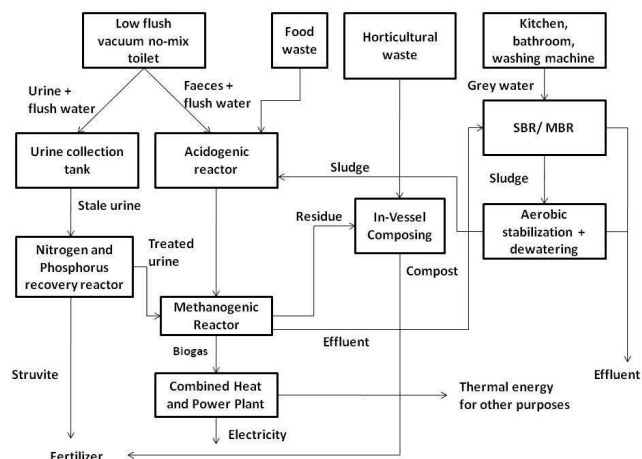 Low flush
vacuum no-mix
toilet
Food
waste
Horticultural
waste
Kitchen,
bathroom,
washing machine
Urine +
flush water
Faeces +
flush water
Grey water
Urine collection
tank
Acidogenic
reactor
SBR/ MBR
Sludge
Sludge
Stale urine
Residue
In-Vessel
Composing
Aerobic
stabilization +
dewatering
Nitrogen and
Phosphorus
recovery reactor
Treated
urine
Compost
Methanogenic
Reactor
Biogas
Effluent
Struvite
Combined Heat
and Power Plant
Thermal energy
for other purposes
Effluent
Electricity
Fertilizer